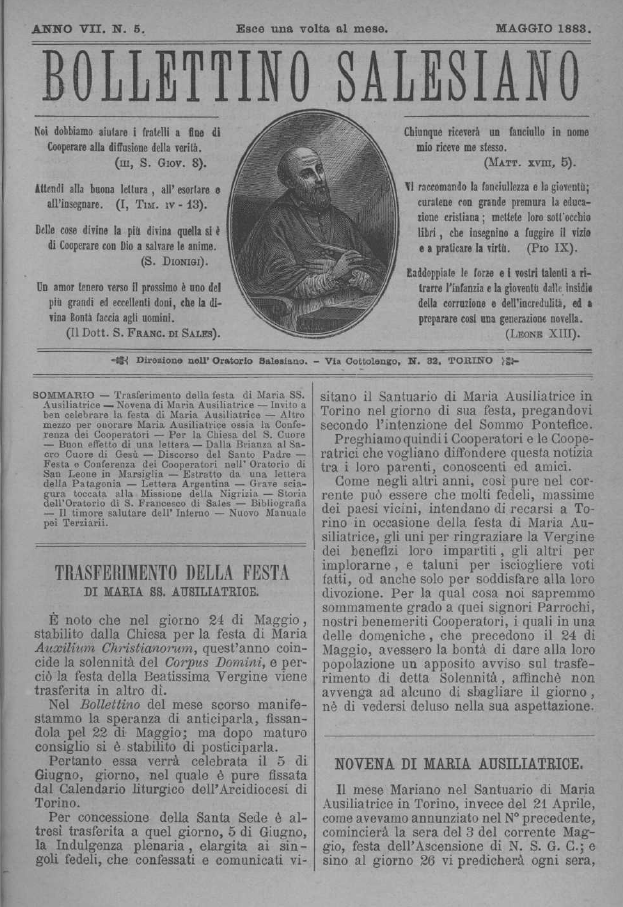 ANNO VII. N. 5.
Esce una volta al mese.
MAGGIO 1883.
BOLLETTINO SALESIANO
Noi dobbiamo aiutare i fratelli a fine di
Cooperare alla diffusione della verità.
(III, S. GIOV. 8).
Attendi alla buona lettura , all' esortare e
all'insegnare. (I, TIM. IV - 13).
Delle cose divine la più divina quella si è
di Cooperare con Dio a salvare le anime.
(S. DIONIGI).
Un amor tenero verso il prossimo è uno dei
più grandi ed eccellenti doni, che la di-
vina Bontà faccia agli uomini.
(Il Dott. S. FRANC. DI SALES).
Chiunque riceverà un fanciullo in nome
mio riceve me stesso.
(MATT. XVIII, 5).
Vi raccomando la fanciullezza e la gioventù;
curatene con grande premura la educa-
zione cristiana ; mettete loro sott'occhio
libri , che insegnino a fuggire il vizio
e a praticare la virtù. (PIO IX).
Raddoppiate le forze e i vostri talenti a ri-
trarre l'infanzia e la gioventù dalle insidie
della corruzione e dell'incredulità, ed a
preparare così una generazione novella.
(LEONE XIII).
Direzione nell' Oratorio Salesiano. - Via Cottolengo, N. 32, TORINO
SOMMARIO — Trasferimento della festa di Maria SS.
Ausiliatrice — Novena di Maria Ausiliatrice — Invito a
ben celebrare la festa di Maria Ausiliatrice — Altro
mezzo per onorare Maria Ausiliatrice ossia la Confe-
renza dei Cooperatori — Per la Chiesa del S. Cuore
— Buon effetto di una lettera — Dalla Brianza al Sa-
cro Cuore di Gesù — Discorso del Santo Padre —
Festa e Conferenza dei Cooperatori nell' Oratorio di
San Leone in Marsiglia — Estratto da una lettera
della Patagonia — Lettera Argentina — Grave scia-
gura toccata alla Missione della Nigrizia — Storia
dell'Oratorio di S. Francesco di Sales — Bibliografia
— Il timore salutare dell' Inferno — Nuovo Manuale
pei Terziarii.
TRASFERIMENTO DELLA FESTA
DI MARIA SS. AUSILIATRICE.
È noto che nel giorno 24 di Maggio,
stabilito dalla Chiesa per la festa di Maria
Auxilium Christianorum, quest'anno coin-
cide la solennità del Corpus Domini, e per-
ciò la festa della Beatissima Vergine viene
trasferita in altro dì.
Nel Bollettino del mese scorso manife-
stammo la speranza di anticiparla, fissan-
dola pel 22 di Maggio; ma dopo maturo
consiglio si è stabilito di posticiparla.
Pertanto essa verrà celebrata il 5 di
Giugno, giorno, nel quale è pure fissata
dal Calendario liturgico dell'Arcidiocesi di
Torino.
Per concessione della Santa Sede è al-
tresì trasferita a quel giorno, 5 di Giugno,
la Indulgenza plenaria , elargita ai sin-
goli fedeli, che confessati e comunicati vi-
sitano il Santuario di Maria Ausiliatrice in
Torino nel giorno di sua festa, pregandovi
secondo l'intenzione del Sommo Pontefice.
Preghiamo quindi i Cooperatori e le Coope-
ratrici che vogliano diffondere questa notizia
tra i loro parenti, conoscenti ed amici.
Come negli altri anni, così pure nel cor-
rente può essere che molti fedeli, massime
dei paesi vicini, intendano di recarsi a To-
rino in occasione della festa di Maria Au-
siliatrice, gli uni per ringraziare la Vergine
dei benefizi loro impartiti , gli altri per
implorarne , e taluni per isciogliere voti
fatti, od anche solo per soddisfare alla loro
divozione. Per la qual cosa noi sapremmo
sommamente grado a quei signori Parrochi,
nostri benemeriti Cooperatori, i quali in una
delle domeniche , che precedono il 24 di
Maggio, avessero la bontà di dare alla loro
popolazione un apposito avviso sul trasfe-
rimento di detta Solennità , affinchè non
avvenga ad alcuno di sbagliare il giorno ,
nè di vedersi deluso nella sua aspettazione.
NOVENA DI MARIA AUSILIATRICE.
Il mese Mariano nel Santuario di Maria
Ausiliatrice in Torino, invece del 21 Aprile,
come avevamo annunziato nel N° precedente,
comincierà la sera del 3 del corrente Mag-
gio, festa dell'Ascensione di N. S. G. C.; e
sino al giorno 26 vi predicherà ogni sera,